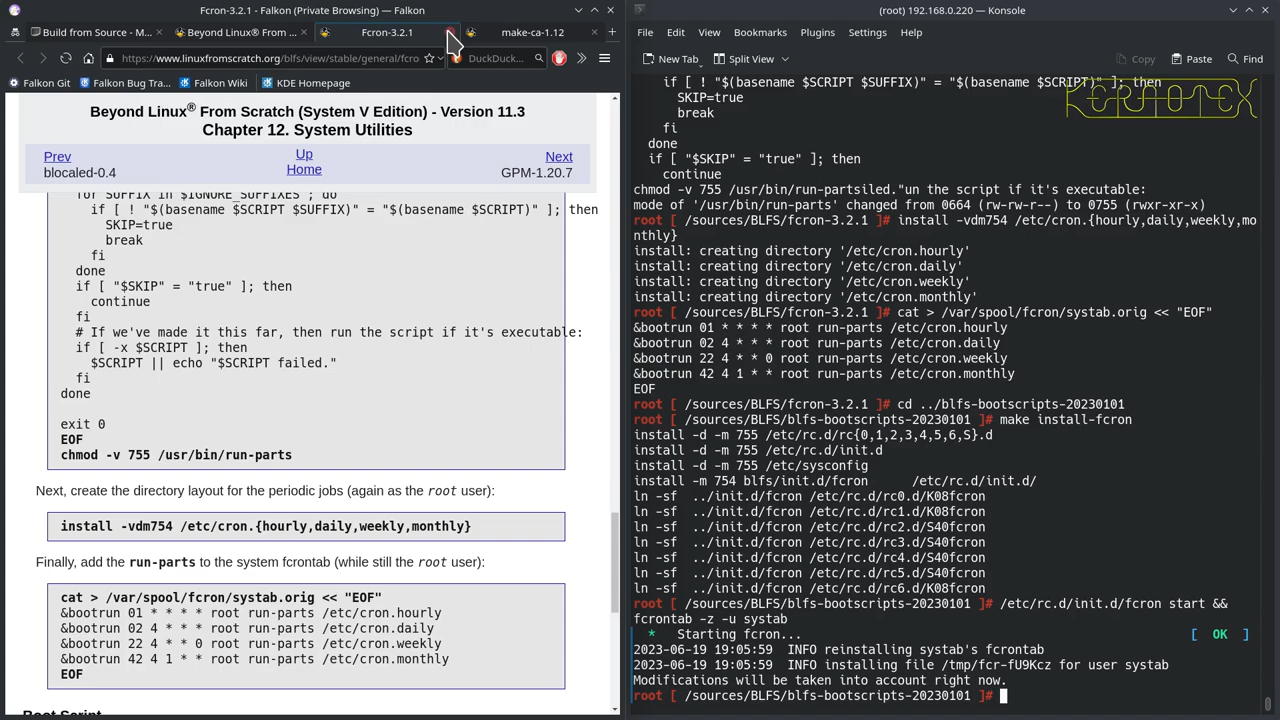 Fcron-3.2.1 - Falkon (Private Browsing) — Falkon
Build from Source - M...
Beyond Linux® From ...
Fcron-3.2.1
make-ca-1.12
https://www.linuxfromscratch.org/blfs/view/stable/general/fcro
DuckDuck...
Falkon Git
Falkon Bug Tra...
Falkon Wiki
KDE Homepage
Beyond Linux® From Scratch (System V Edition) - Version 11.3
Chapter 12. System Utilities
Prev
Up
Next
blocaled-0.4
Home
GPM-1.20.7
for SUFFIX in $IGNORE_SUFFIXES ; do
if [ ! "$(basename $SCRIPT $SUFFIX)" = "$(basename $SCRIPT)" ]; then
SKIP=true
break
fi
done
if [ "$SKIP" = "true" ]; then
continue
fi
# If we've made it this far, then run the script if it's executable:
if [ -x $SCRIPT ]; then
$SCRIPT || echo "$SCRIPT failed."
fi
done
exit 0
EOF
chmod -v 755 /usr/bin/run-parts
Next, create the directory layout for the periodic jobs (again as the root user):
install -vdm754 /etc/cron.{hourly,daily,weekly,monthly}
Finally, add the run-parts to the system fcrontab (while still the root user):
cat > /var/spool/fcron/systab.orig << "EOF"
&bootrun 01 * * * * root run-parts /etc/cron.hourly
&bootrun 02 4 * * * root run-parts /etc/cron.daily
&bootrun 22 4 * * 0 root run-parts /etc/cron.weekly
&bootrun 42 4 1 * * root run-parts /etc/cron.monthly
EOF
Boot Script
(root) 192.168.0.220 — Konsole
File Edit View Bookmarks Plugins Settings Help
New Tab
Split View
Copy
Paste
Find
if [ ! "$(basename $SCRIPT $SUFFIX)" = "$(basename $SCRIPT)" ]; then
SKIP=true
break
fi
done
if [ "$SKIP" = "true" ]; then
continue
chmod -v 755 /usr/bin/run-partsiled."un the script if it's executable:
mode of '/usr/bin/run-parts' changed from 0664 (rw-rw-r--) to 0755 (rwxr-xr-x)
root [ /sources/BLFS/fcron-3.2.1 ]# install -vdm754 /etc/cron.{hourly,daily,weekly,mo
nthly}
install: creating directory '/etc/cron.hourly'
install: creating directory '/etc/cron.daily'
install: creating directory '/etc/cron.weekly'
install: creating directory '/etc/cron.monthly'
root [ /sources/BLFS/fcron-3.2.1 ]# cat > /var/spool/fcron/systab.orig << "EOF"
&bootrun 01 * * * * root run-parts /etc/cron.hourly
&bootrun 02 4 * * * root run-parts /etc/cron.daily
&bootrun 22 4 * * 0 root run-parts /etc/cron.weekly
&bootrun 42 4 1 * * root run-parts /etc/cron.monthly
EOF
root [ /sources/BLFS/fcron-3.2.1 ]# cd ../blfs-bootscripts-20230101
root [ /sources/BLFS/blfs-bootscripts-20230101 ]# make install-fcron
install -d -m 755 /etc/rc.d/rc{0,1,2,3,4,5,6,S}.d
install -d -m 755 /etc/rc.d/init.d
install -d -m 755 /etc/sysconfig
install -m 754 blfs/init.d/fcron /etc/rc.d/init.d/
ln -sf ../init.d/fcron /etc/rc.d/rc0.d/K08fcron
ln -sf ../init.d/fcron /etc/rc.d/rc1.d/K08fcron
ln -sf ../init.d/fcron /etc/rc.d/rc2.d/S40fcron
ln -sf ../init.d/fcron /etc/rc.d/rc3.d/S40fcron
ln -sf ../init.d/fcron /etc/rc.d/rc4.d/S40fcron
ln -sf ../init.d/fcron /etc/rc.d/rc5.d/S40fcron
ln -sf ../init.d/fcron /etc/rc.d/rc6.d/K08fcron
root [ /sources/BLFS/blfs-bootscripts-20230101 ]# /etc/rc.d/init.d/fcron start &&
fcrontab -z -u systab
* Starting fcron... [ OK ]
2023-06-19 19:05:59 INFO reinstalling systab's fcrontab
2023-06-19 19:05:59 INFO installing file /tmp/fcr-fU9Kcz for user systab
Modifications will be taken into account right now.
root [ /sources/BLFS/blfs-bootscripts-20230101 ]#